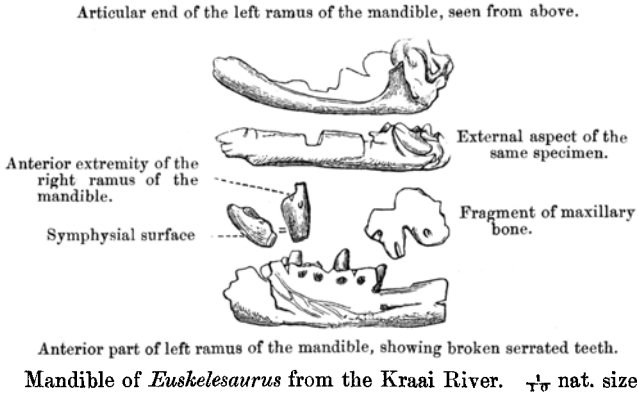 Articular end of the left ramus of the mandible, seen from above.
External aspect of the
same specimen.
Anterior extremity of the
right ramus of the
mandible.
Symphysial surface
=
Fragment of maxillary
bone.
Anterior part of left ramus of the mandible, showing broken serrated teeth.
Mandible of Euskelesaurus from the Kraai River. 1/10 nat. size